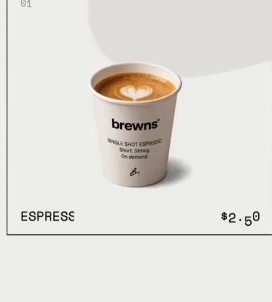 01
brewns®
SINGLE SHOT ESPRESSO
Short. Strong.
On demand.
ESPRESS
$2.50